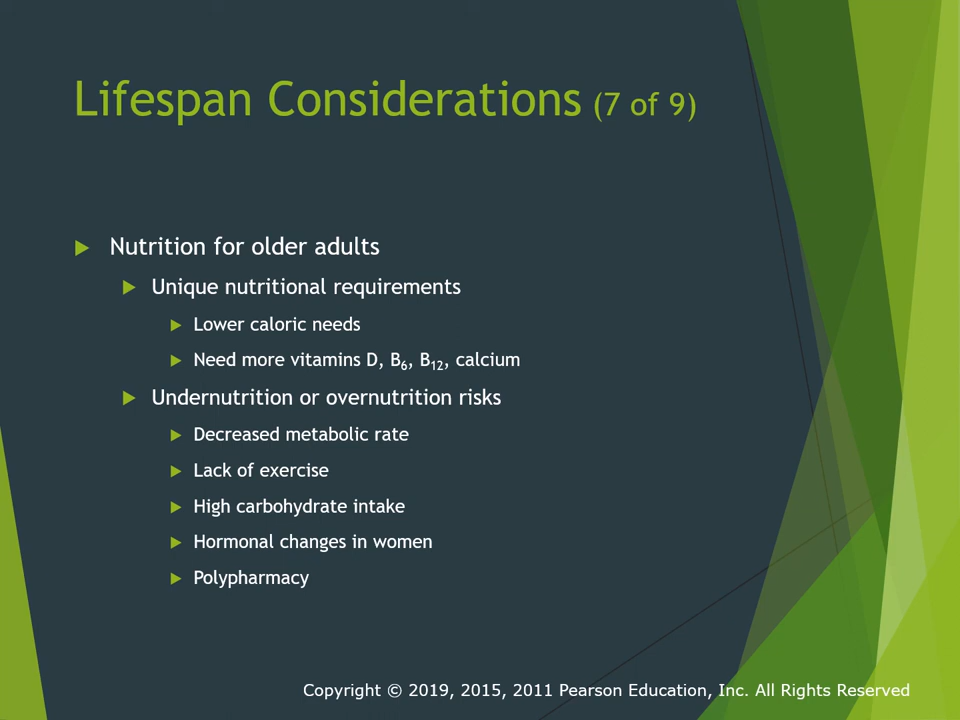 Lifespan Considerations (7 of 9)
Nutrition for older adults
Unique nutritional requirements
Lower caloric needs
Need more vitamins D, B6, B12, calcium
Undernutrition or overnutrition risks
Decreased metabolic rate
Lack of exercise
High carbohydrate intake
Hormonal changes in women
Polypharmacy
Copyright © 2019, 2015, 2011 Pearson Education, Inc. All Rights Reserved